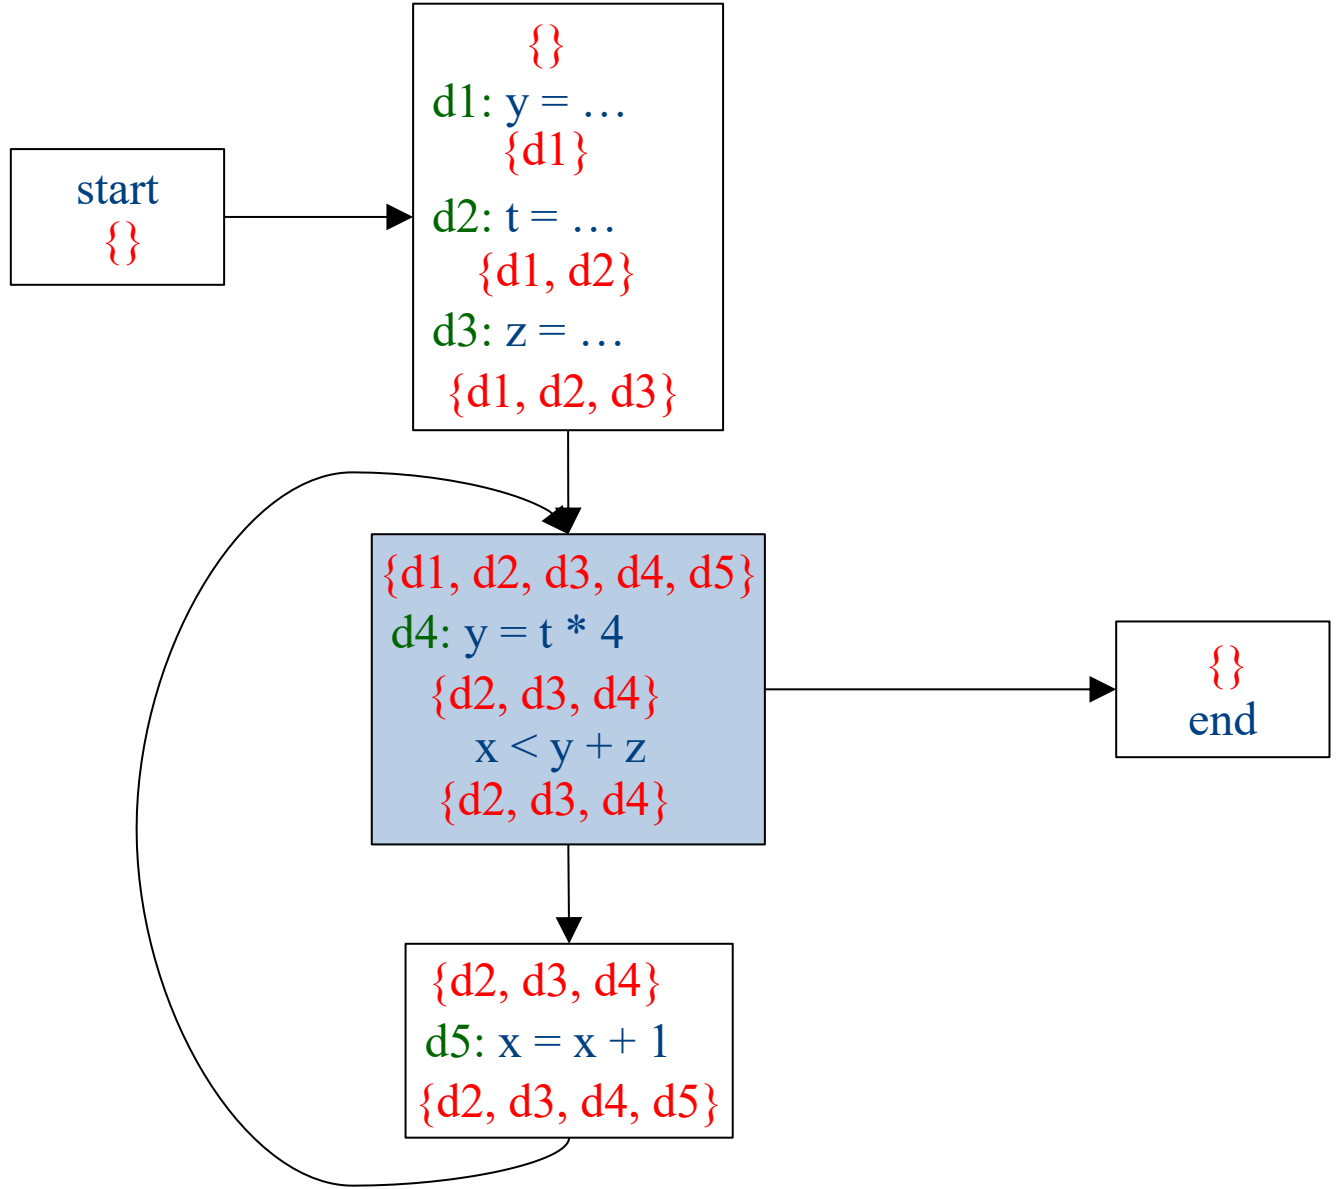 {}
d1: y = …
{d1}
d2: t = …
{d1, d2}
d3: z = …
{d1, d2, d3}
start
{}
{d1, d2, d3, d4, d5}
d4: y = t * 4
{d2, d3, d4}
x < y + z
{d2, d3, d4}
{}
end
{d2, d3, d4}
d5: x = x + 1
{d2, d3, d4, d5}